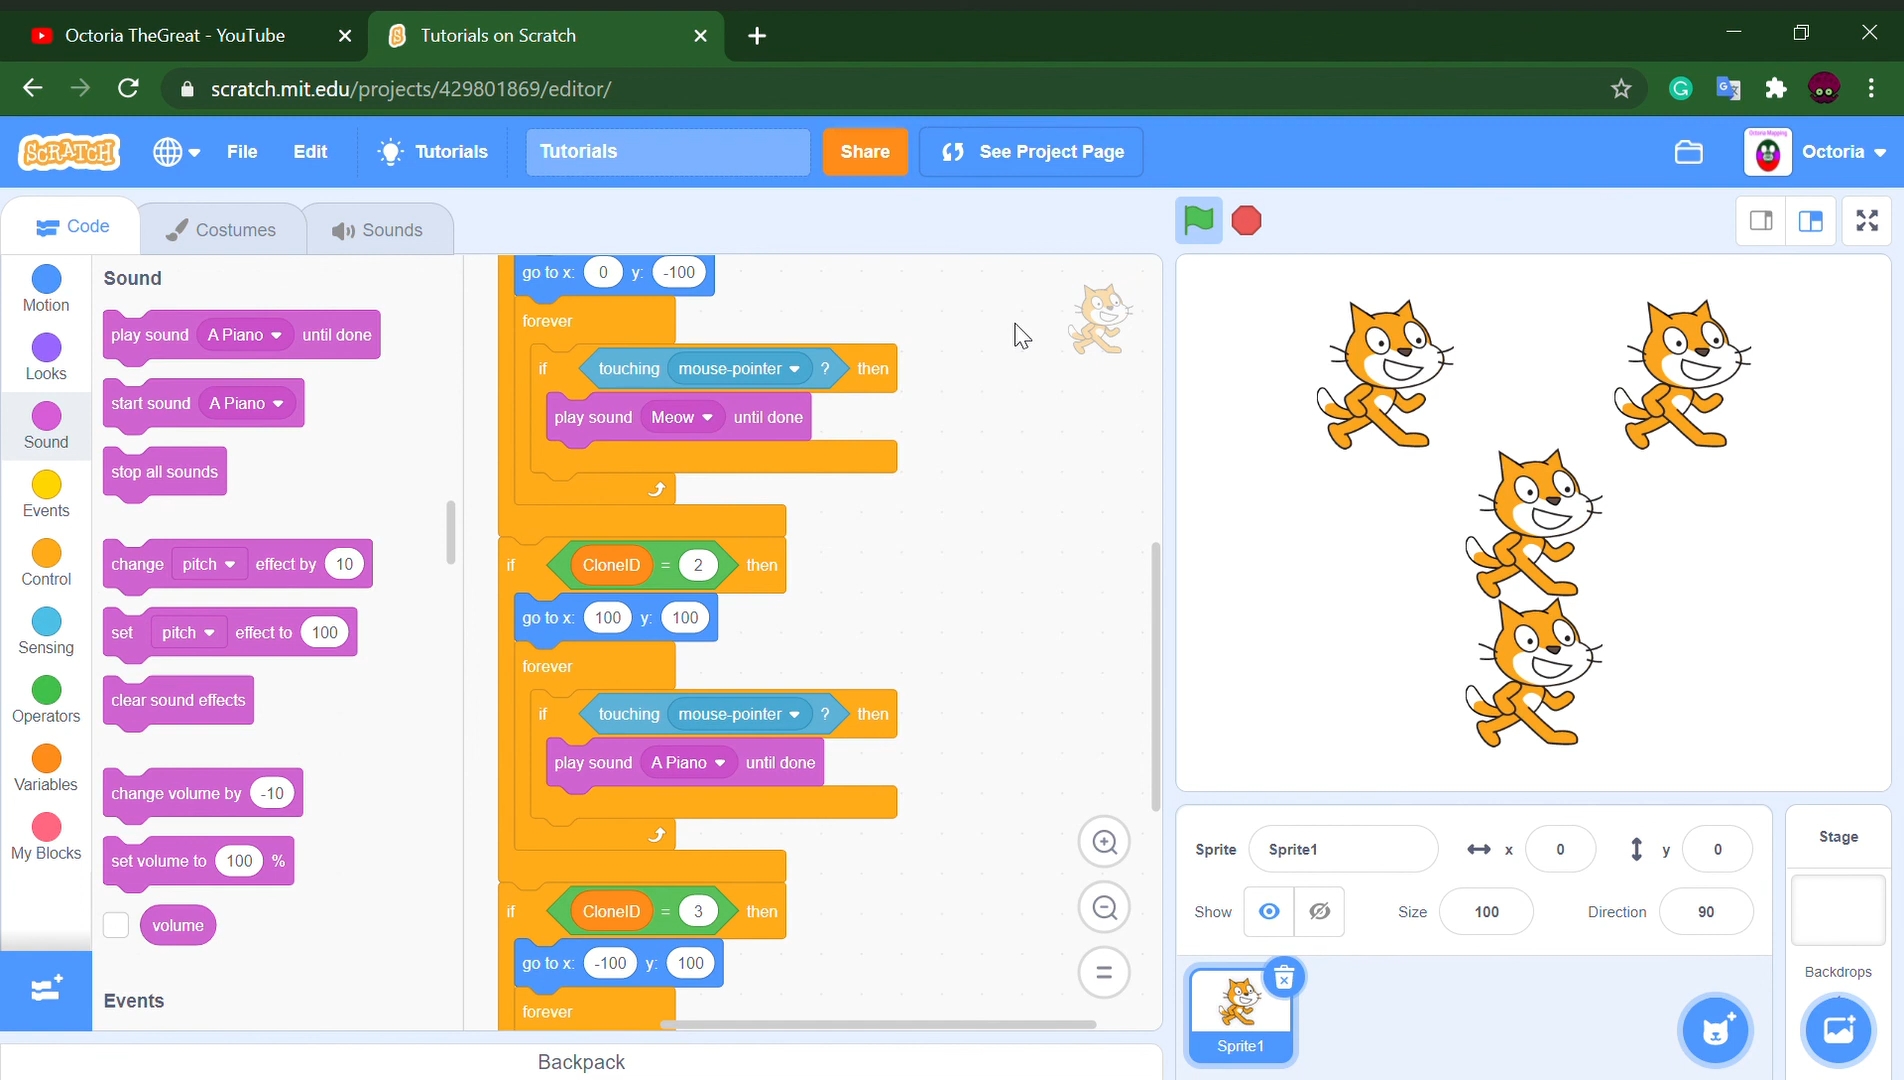 Octoria TheGreat - YouTube
Tutorials on Scratch
scratch.mit.edu/projects/429801869/editor/
SCRATCH
File
Edit
Tutorials
Tutorials
Share
See Project Page
Octoria
Code
Costumes
Sounds
Motion
Looks
Sound
Events
Control
Sensing
Operators
Variables
My Blocks
Sound
play sound A Piano until done
start sound A Piano
stop all sounds
change pitch effect by 10
set pitch effect to 100
clear sound effects
change volume by -10
set volume to 100 %
volume
Events
go to x: 0 y: -100
forever
if touching mouse-pointer ? then
play sound Meow until done
if CloneID = 2 then
go to x: 100 y: 100
forever
if touching mouse-pointer ? then
play sound A Piano until done
if CloneID = 3 then
go to x: -100 y: 100
forever
Backpack
Sprite Sprite1 x 0 y 0
Show Size 100 Direction 90
Sprite1
Stage
Backdrops